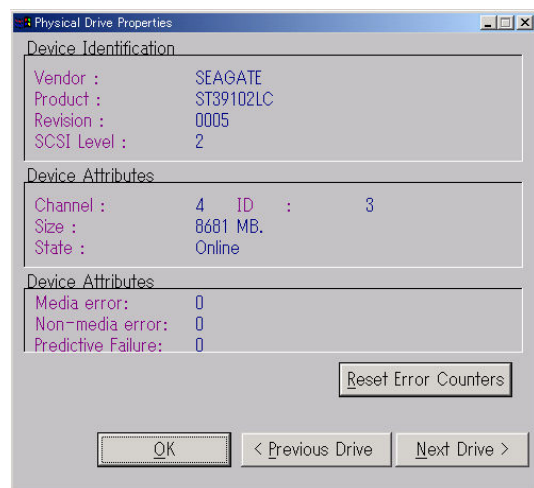 Physical Drive Properties
Device Identification
Vendor : SEAGATE
Product : ST39102LC
Revision : 0005
SCSI Level : 2
Device Attributes
Channel : 4 ID : 3
Size : 8681 MB.
State : Online
Device Attributes
Media error: 0
Non-media error: 0
Predictive Failure: 0
Reset Error Counters
OK
< Previous Drive
Next Drive >